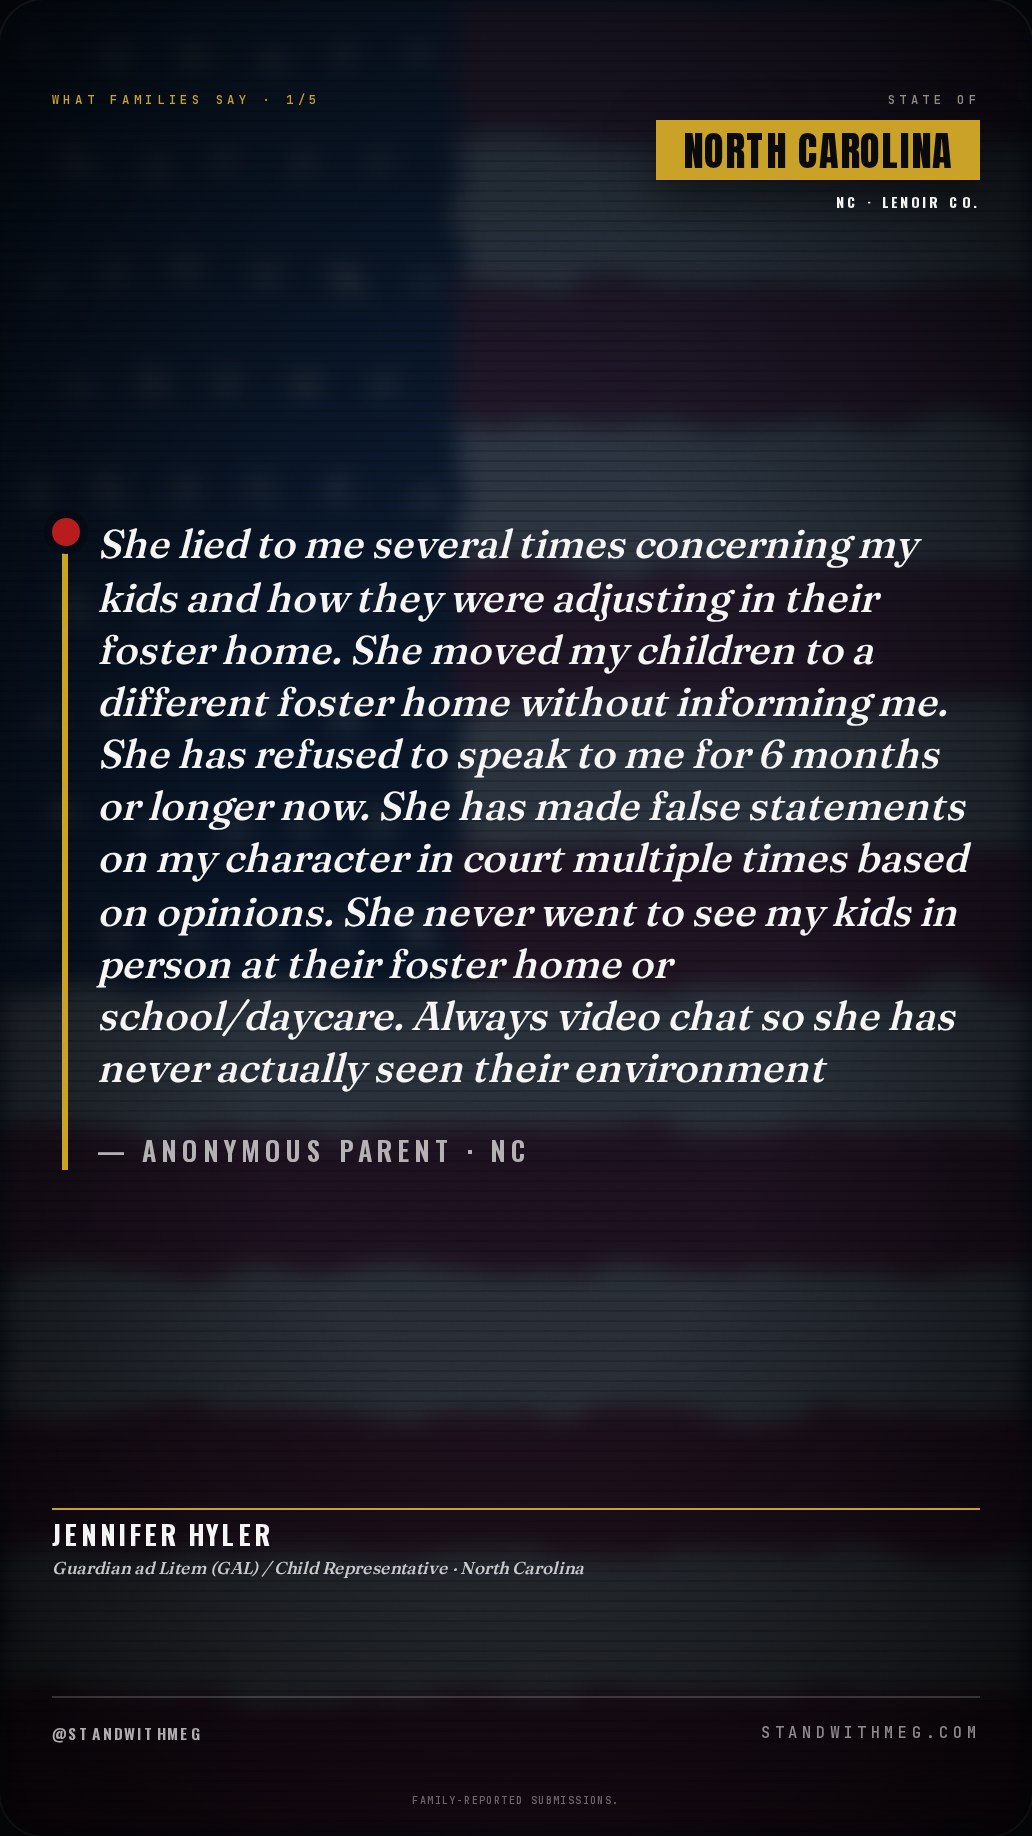 WHAT FAMILIES SAY · 1/5
STATE OF
NORTH CAROLINA
NC · LENOIR CO.
She lied to me several times concerning my
kids and how they were adjusting in their
foster home. She moved my children to a
different foster home without informing me.
She has refused to speak to me for 6 months
or longer now. She has made false statements
on my character in court multiple times based
on opinions. She never went to see my kids in
person at their foster home or
school/daycare. Always video chat so she has
never actually seen their environment
— ANONYMOUS PARENT · NC
JENNIFER HYLER
Guardian ad Litem (GAL) / Child Representative · North Carolina
@STANDWITHMEG
STANDWITHMEG.COM
FAMILY-REPORTED SUBMISSIONS.